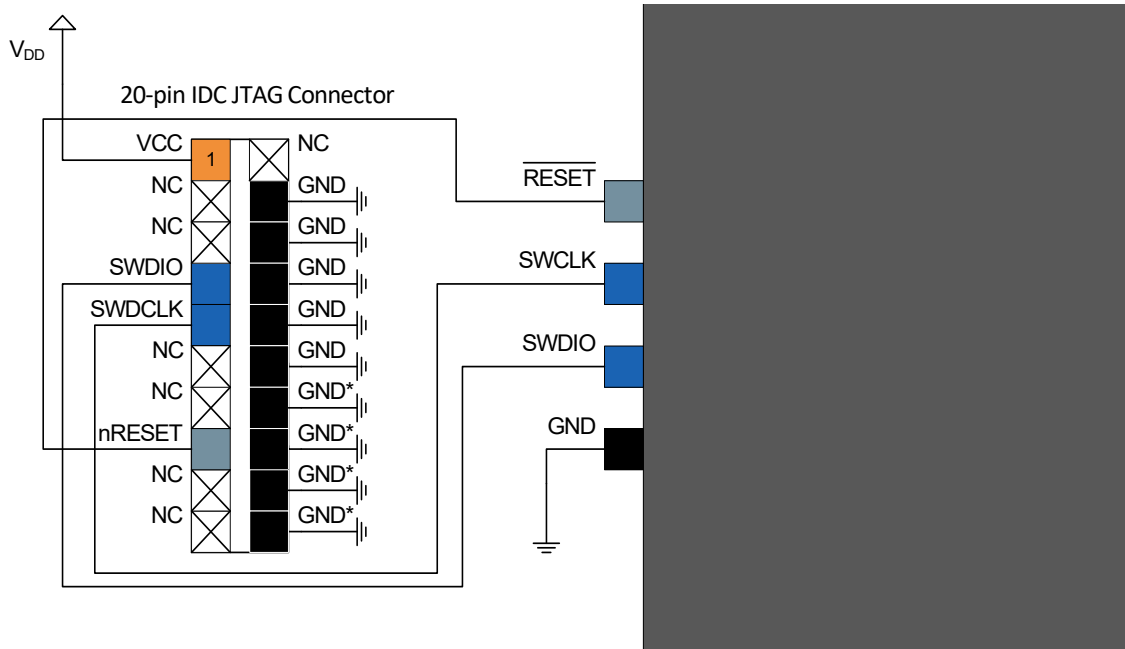 VDD
20-pin IDC JTAG Connector
VCC 1 NC
NC GND
NC GND
SWDIO GND
SWDCLK GND
NC GND
NC GND*
nRESET GND*
NC GND*
NC GND*
RESET
SWCLK
SWDIO
GND